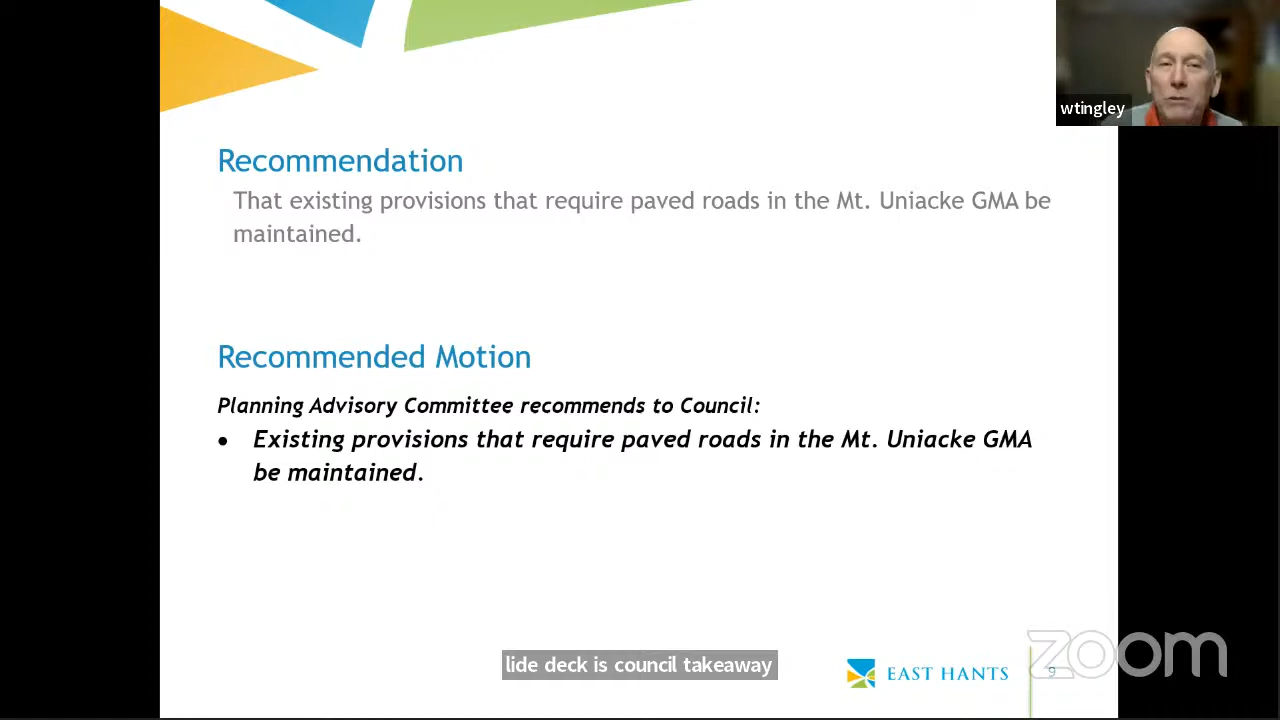 wtingley
Recommendation
That existing provisions that require paved roads in the Mt. Uniacke GMA be
maintained.
Recommended Motion
Planning Advisory Committee recommends to Council:
• Existing provisions that require paved roads in the Mt. Uniacke GMA
be maintained.
lide deck is council takeaway
EAST HANTS
9
zoom